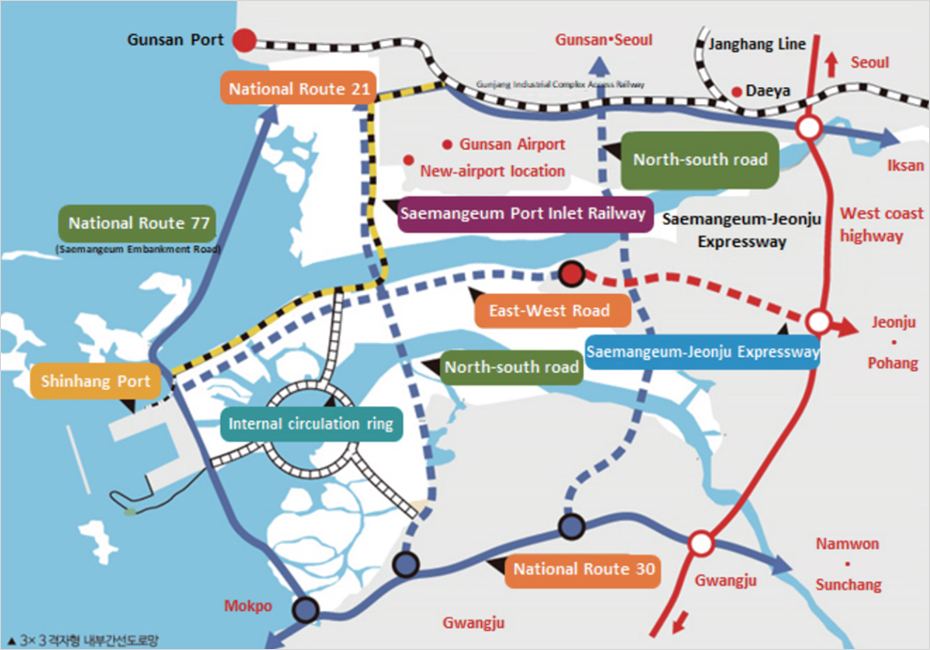 Gunsan Port
Gunsan•Seoul
Janghang Line
Seoul
National Route 21
Gunjang Industrial Complex Access Railway
Daeya
Gunsan Airport
New-airport location
North-south road
Iksan
National Route 77
(Saemangeum Embankment Road)
Saemangeum Port Inlet Railway
Saemangeum-Jeonju
Expressway
West coast
highway
East-West Road
Jeonju
•
Pohang
Saemangeum-Jeonju Expressway
North-south road
Shinhang Port
Internal circulation ring
National Route 30
Namwon
•
Sunchang
Gwangju
Mokpo
Gwangju
▲ 3×3 격자형 내부간선도로망